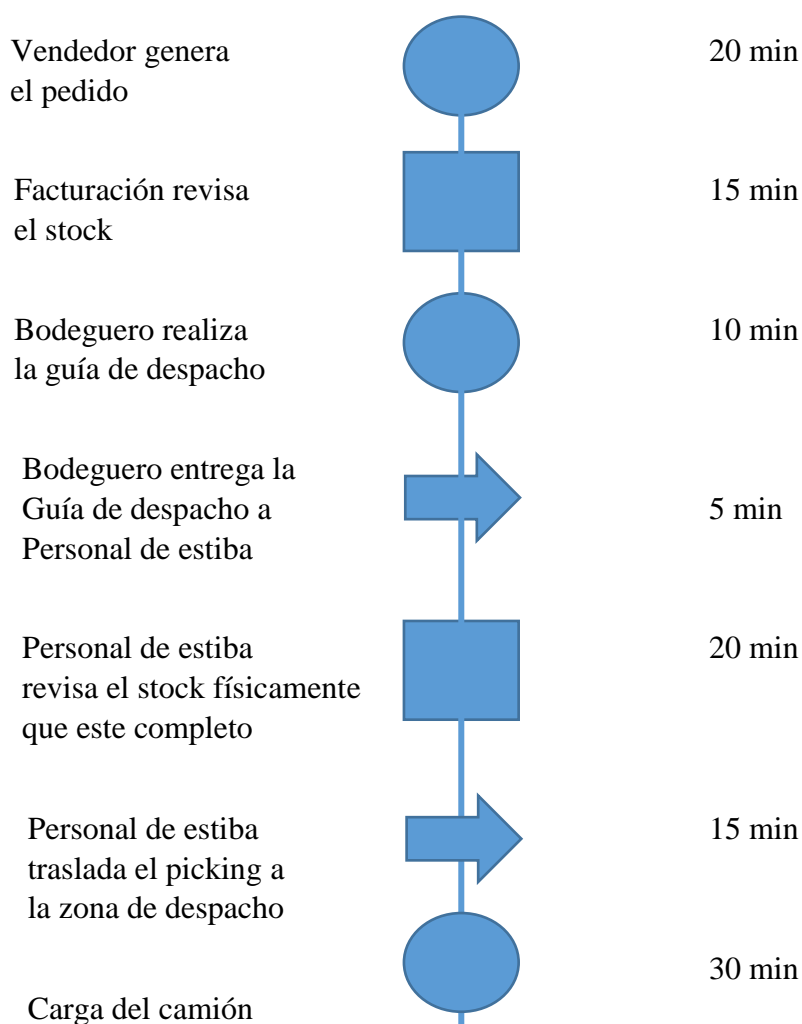 Vendedor genera
el pedido
20 min
Facturación revisa
el stock
15 min
Bodeguero realiza
la guía de despacho
10 min
Bodeguero entrega la
Guía de despacho a
Personal de estiba
5 min
Personal de estiba
revisa el stock físicamente
que este completo
20 min
Personal de estiba
traslada el picking a
la zona de despacho
15 min
Carga del camión
30 min